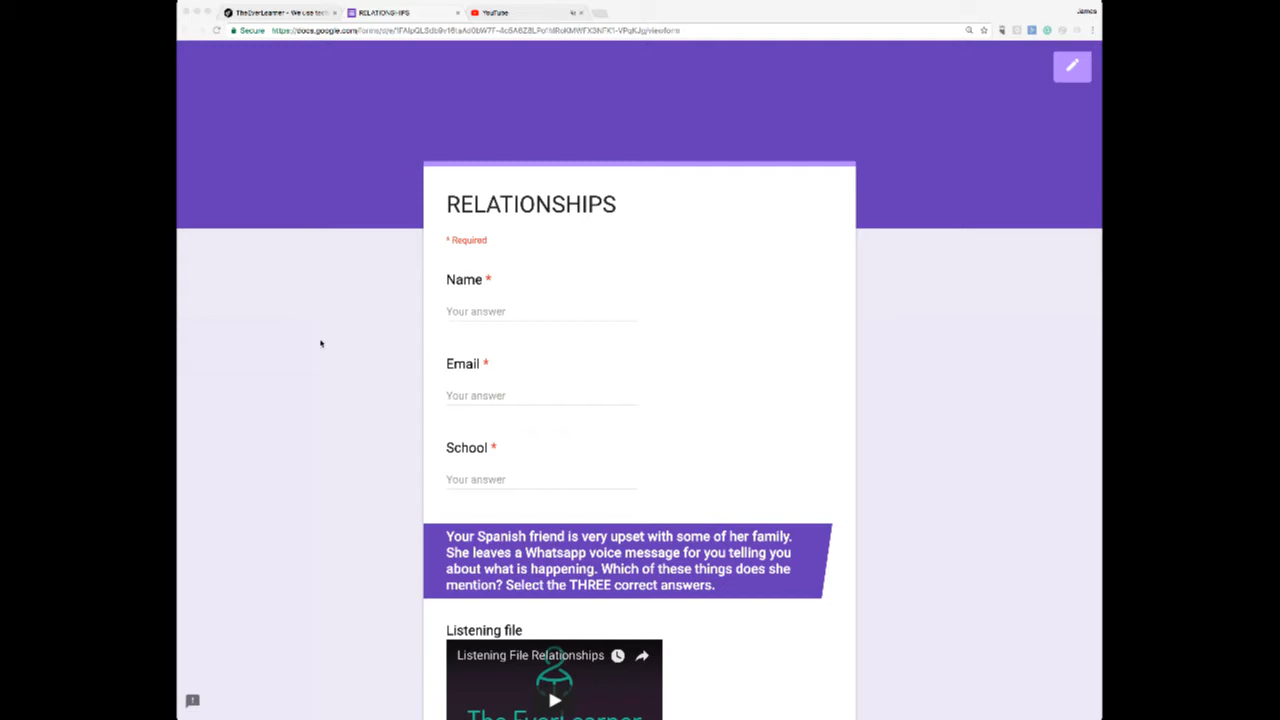 TheEverLearner - We use tech
RELATIONSHIPS
YouTube
James
Secure
RELATIONSHIPS
* Required
Name *
Your answer
Email *
Your answer
School *
Your answer
Your Spanish friend is very upset with some of her family.
She leaves a Whatsapp voice message for you telling you
about what is happening. Which of these things does she
mention? Select the THREE correct answers.
Listening file
Listening File Relationships
The EverLearner